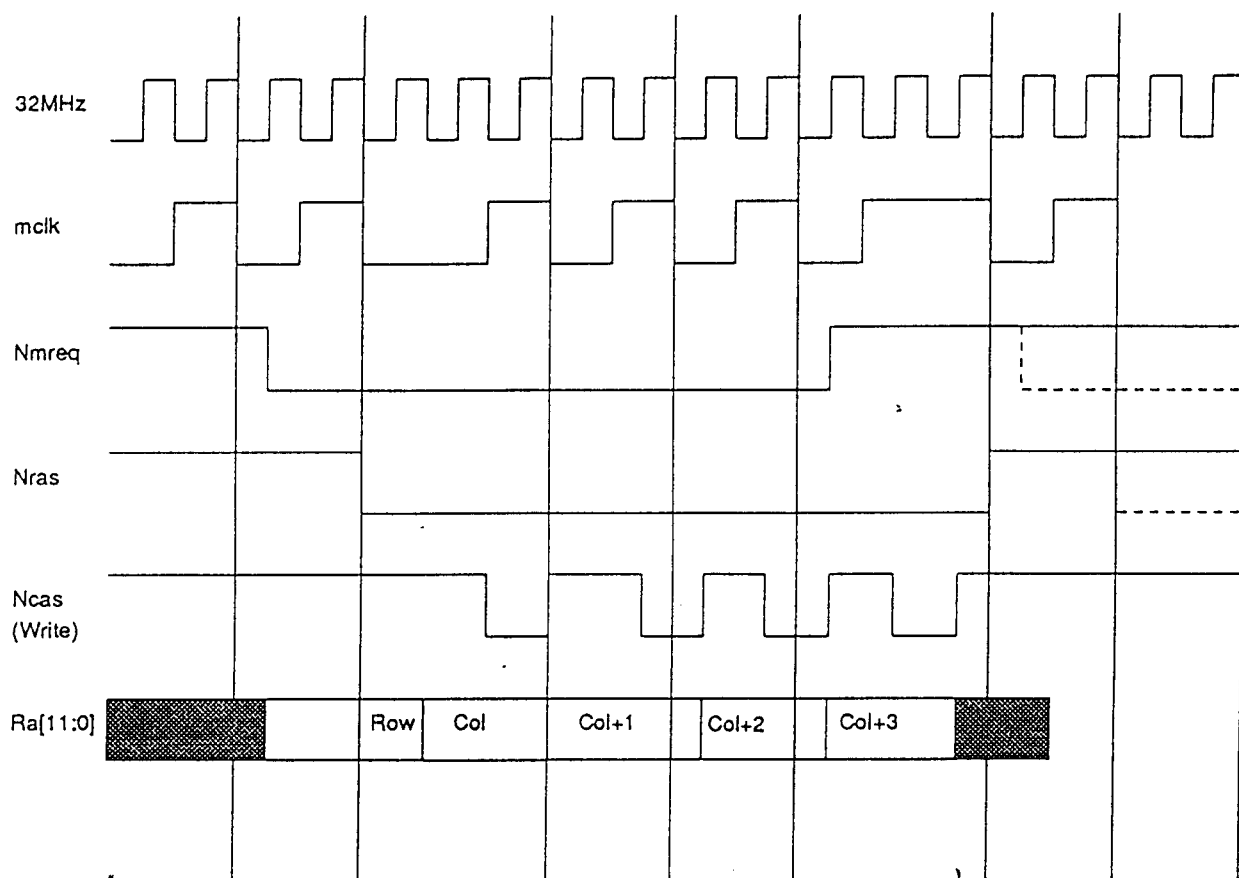 32MHz
mclk
Nmreq
Nras
Ncas
(Write)
Ra[11:0] Row Col Col+1 Col+2 Col+3